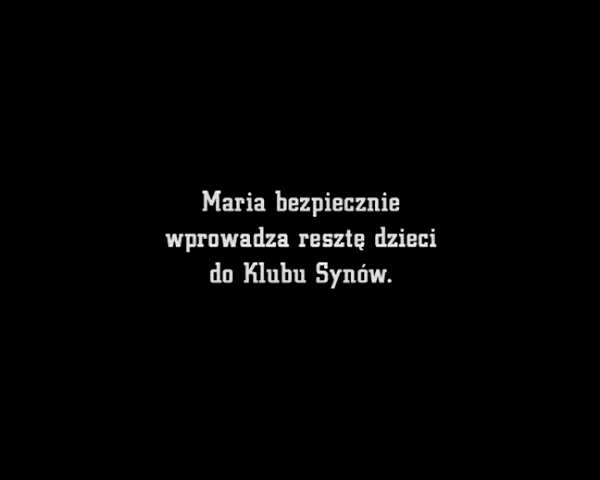 Maria bezpiecznie
wprowadza resztę dzieci
do Klubu Synów.